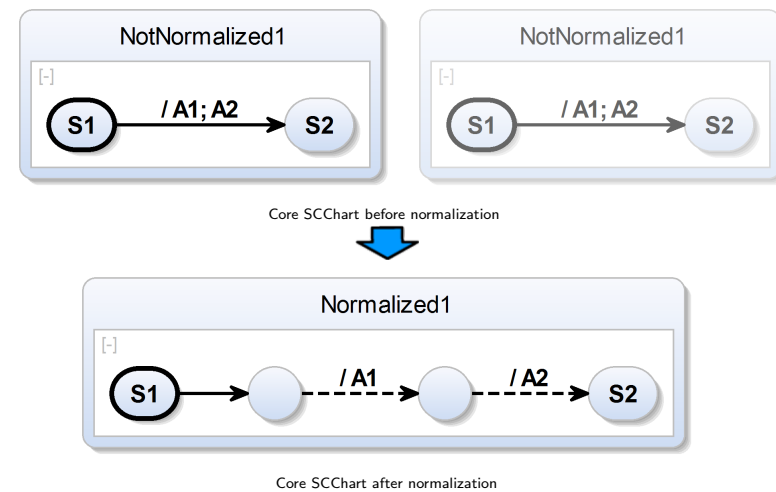 NotNormalized1
[-]
S1
/ A1; A2
S2
NotNormalized1
[-]
S1
/ A1; A2
S2
Core SCChart before normalization
Normalized1
[-]
S1
/ A1
/ A2
S2
Core SCChart after normalization